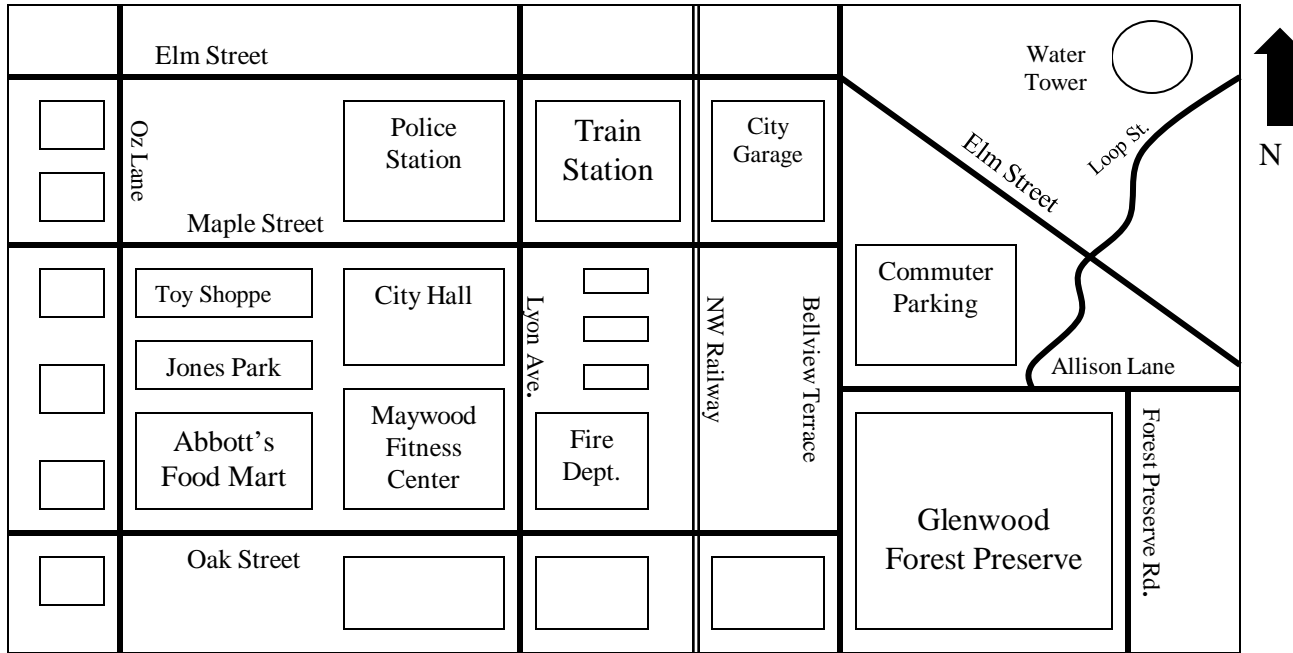 Elm Street
Water
Tower
N
Oz Lane
Police
Station
Train
Station
City
Garage
Elm Street
Loop St.
Maple Street
Toy Shoppe
City Hall
Lyon Ave.
NW Railway
Bellview Terrace
Commuter
Parking
Jones Park
Allison Lane
Abbott's
Food Mart
Maywood
Fitness
Center
Fire
Dept.
Forest Preserve Rd.
Glenwood
Forest Preserve
Oak Street